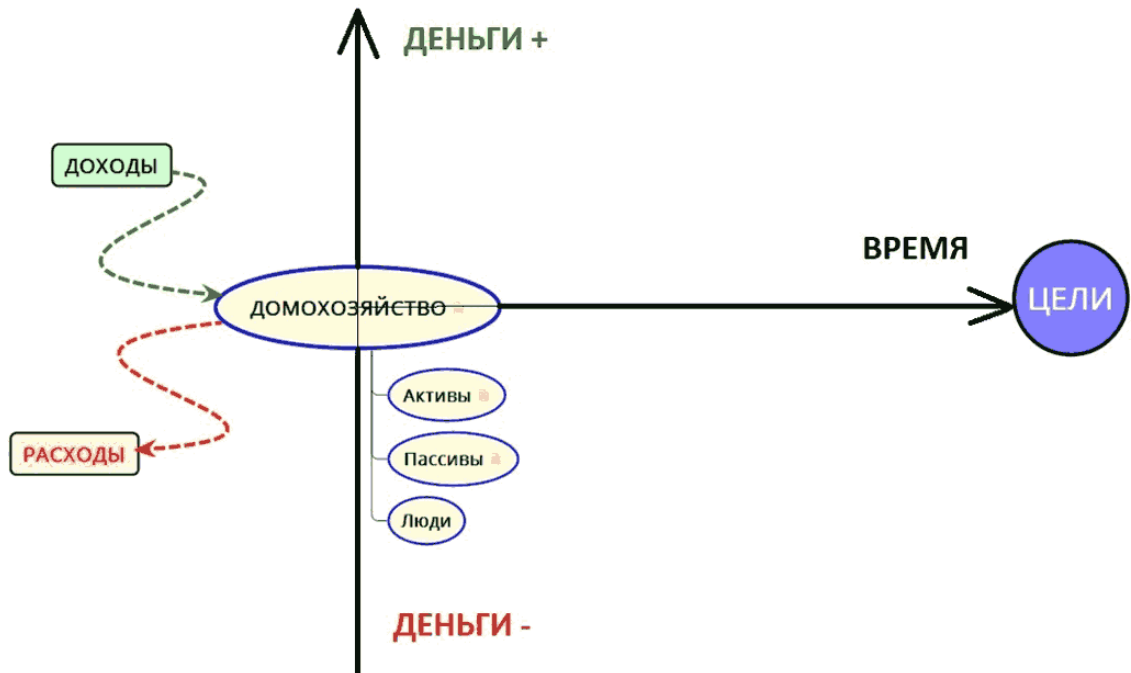 ДЕНЬГИ +
ДОХОДЫ
ВРЕМЯ
ЦЕЛИ
ДОМОХОЗЯЙСТВО
Активы
РАСХОДЫ
Пассивы
Люди
ДЕНЬГИ -